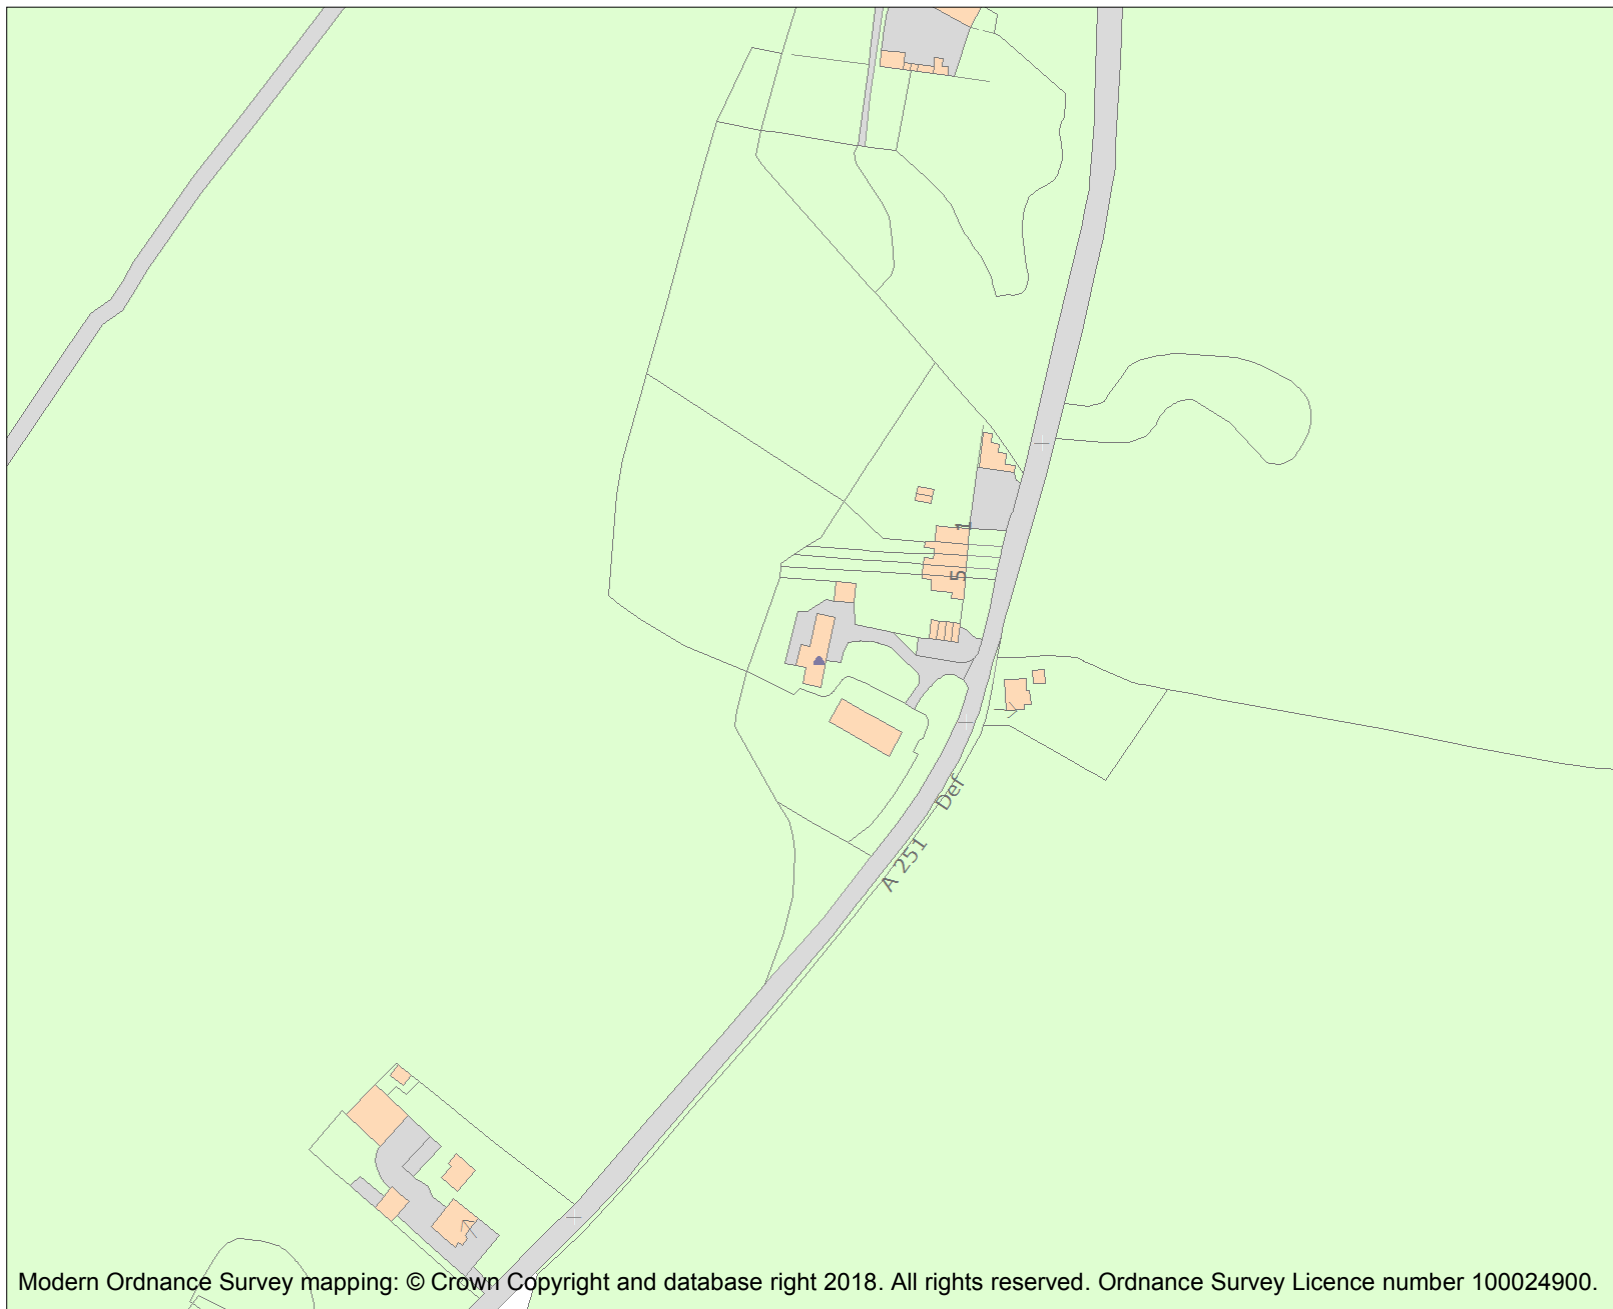 1
5
Def
A 251
Modern Ordnance Survey mapping: © Crown Copyright and database right 2018. All rights reserved. Ordnance Survey Licence number 100024900.